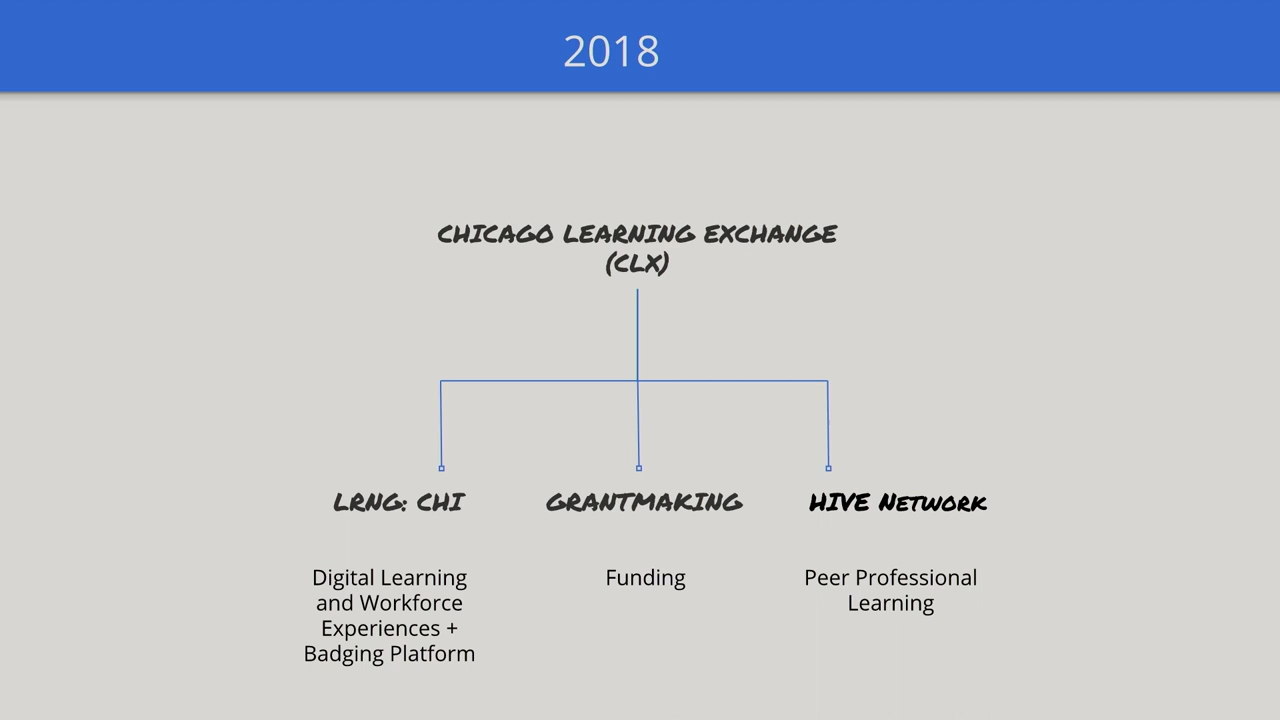 2018
CHICAGO LEARNING EXCHANGE
(CLX)
LRNG: CHI
GRANTMAKING
HIVE NETWORK
Digital Learning
and Workforce
Experiences +
Badging Platform
Funding
Peer Professional
Learning